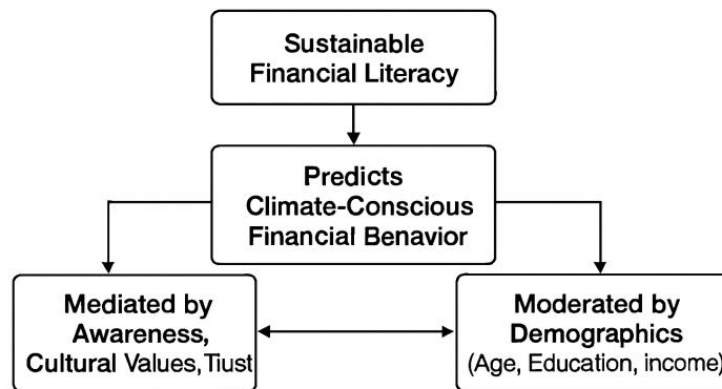 Sustainable
Financial Literacy
Predicts
Climate-Conscious
Financial Benavior
Mediated by
Awareness,
Cultural Values, Tiust
Moderated by
Demographics
(Age, Education, income)